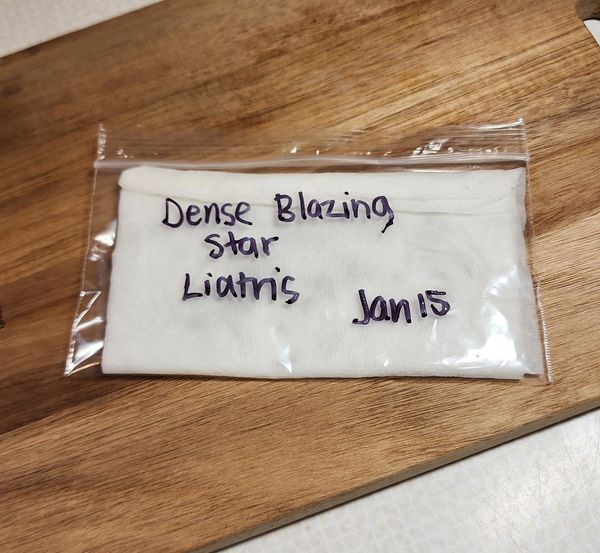 Dense Blazing
Star
Liatris
Jan 15